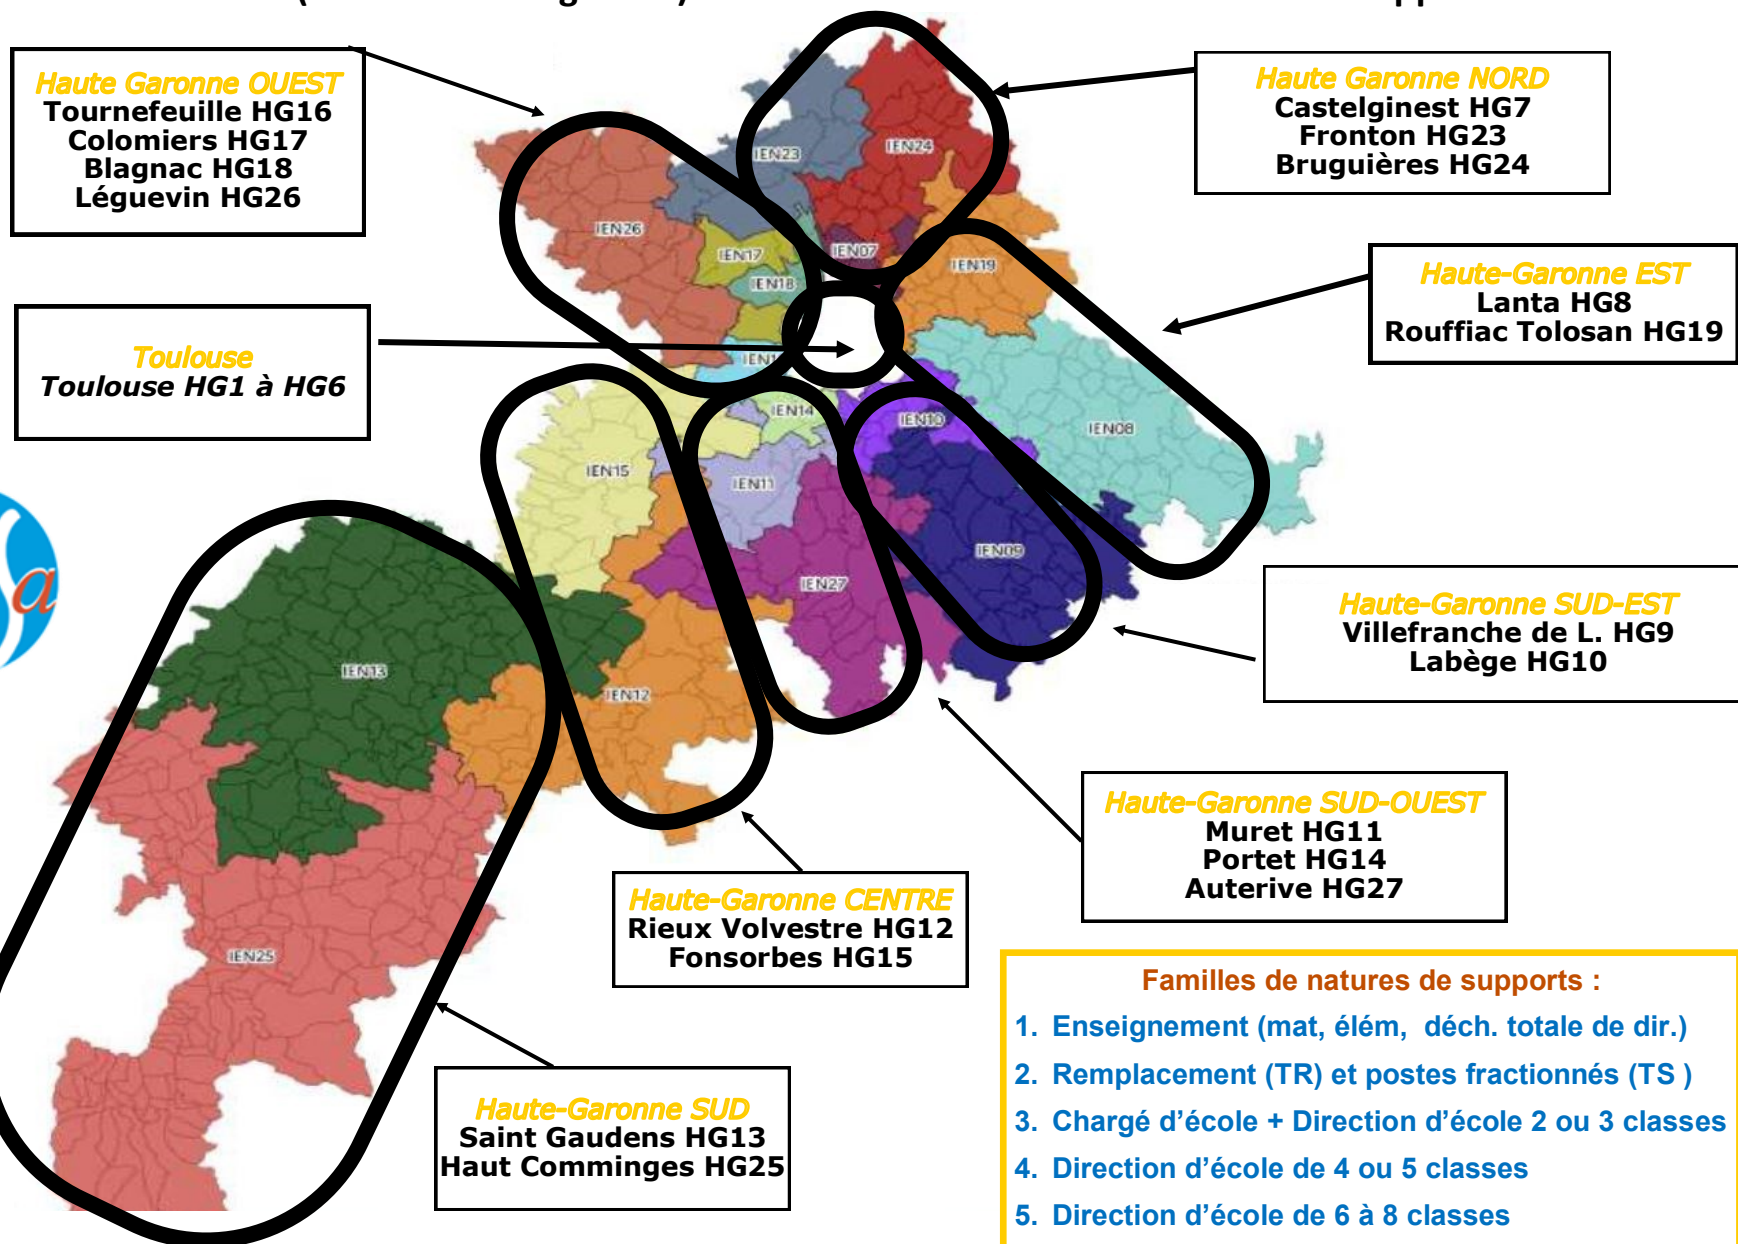 Haute Garonne OUEST
Tournefeuille HG16
Colomiers HG17
Blagnac HG18
Léguevin HG26
Haute Garonne NORD
Castelginest HG7
Fronton HG23
Bruguières HG24
Haute-Garonne EST
Lanta HG8
Rouffiac Tolosan HG19
Toulouse
Toulouse HG1 à HG6
Haute-Garonne SUD-EST
Villefranche de L. HG9
Labège HG10
Haute-Garonne SUD-OUEST
Muret HG11
Portet HG14
Auterive HG27
Haute-Garonne CENTRE
Rieux Volvestre HG12
Fonsorbes HG15
Haute-Garonne SUD
Saint Gaudens HG13
Haut Comminges HG25
IEN23
IEN24
IEN26
IEN17
IEN07
IEN19
IEN18
IEN14
IEN10
IEN08
IEN15
IEN11
IEN09
IEN27
IEN13
IEN12
IEN25
Familles de natures de supports :
1. Enseignement (mat, élém, déch. totale de dir.)
2. Remplacement (TR) et postes fractionnés (TS )
3. Chargé d’école + Direction d’école 2 ou 3 classes
4. Direction d’école de 4 ou 5 classes
5. Direction d’école de 6 à 8 classes